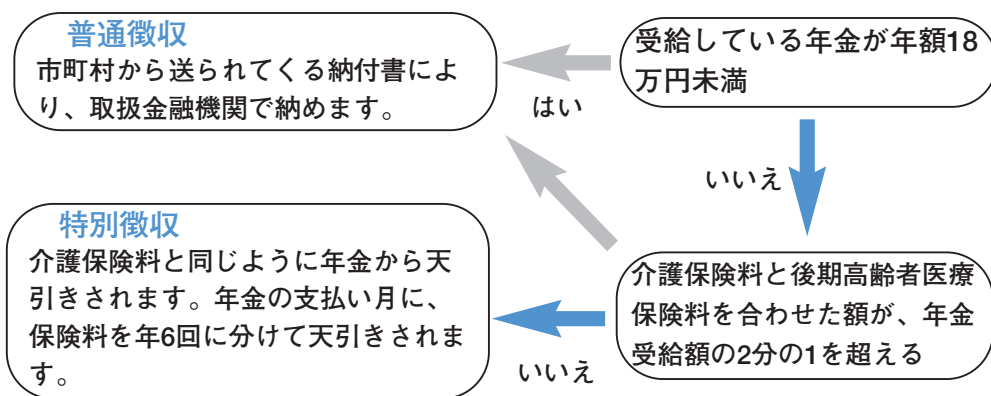 普通徴収
市町村から送られてくる納付書によ
り、取扱金融機関で納めます。
はい
受給している年金が年額18
万円未満
いいえ
特別徴収
介護保険料と同じように年金から天
引きされます。年金の支払い月に、
保険料を年6回に分けて天引きされま
す。
いいえ
介護保険料と後期高齢者医療
保険料を合わせた額が、年金
受給額の2分の1を超える